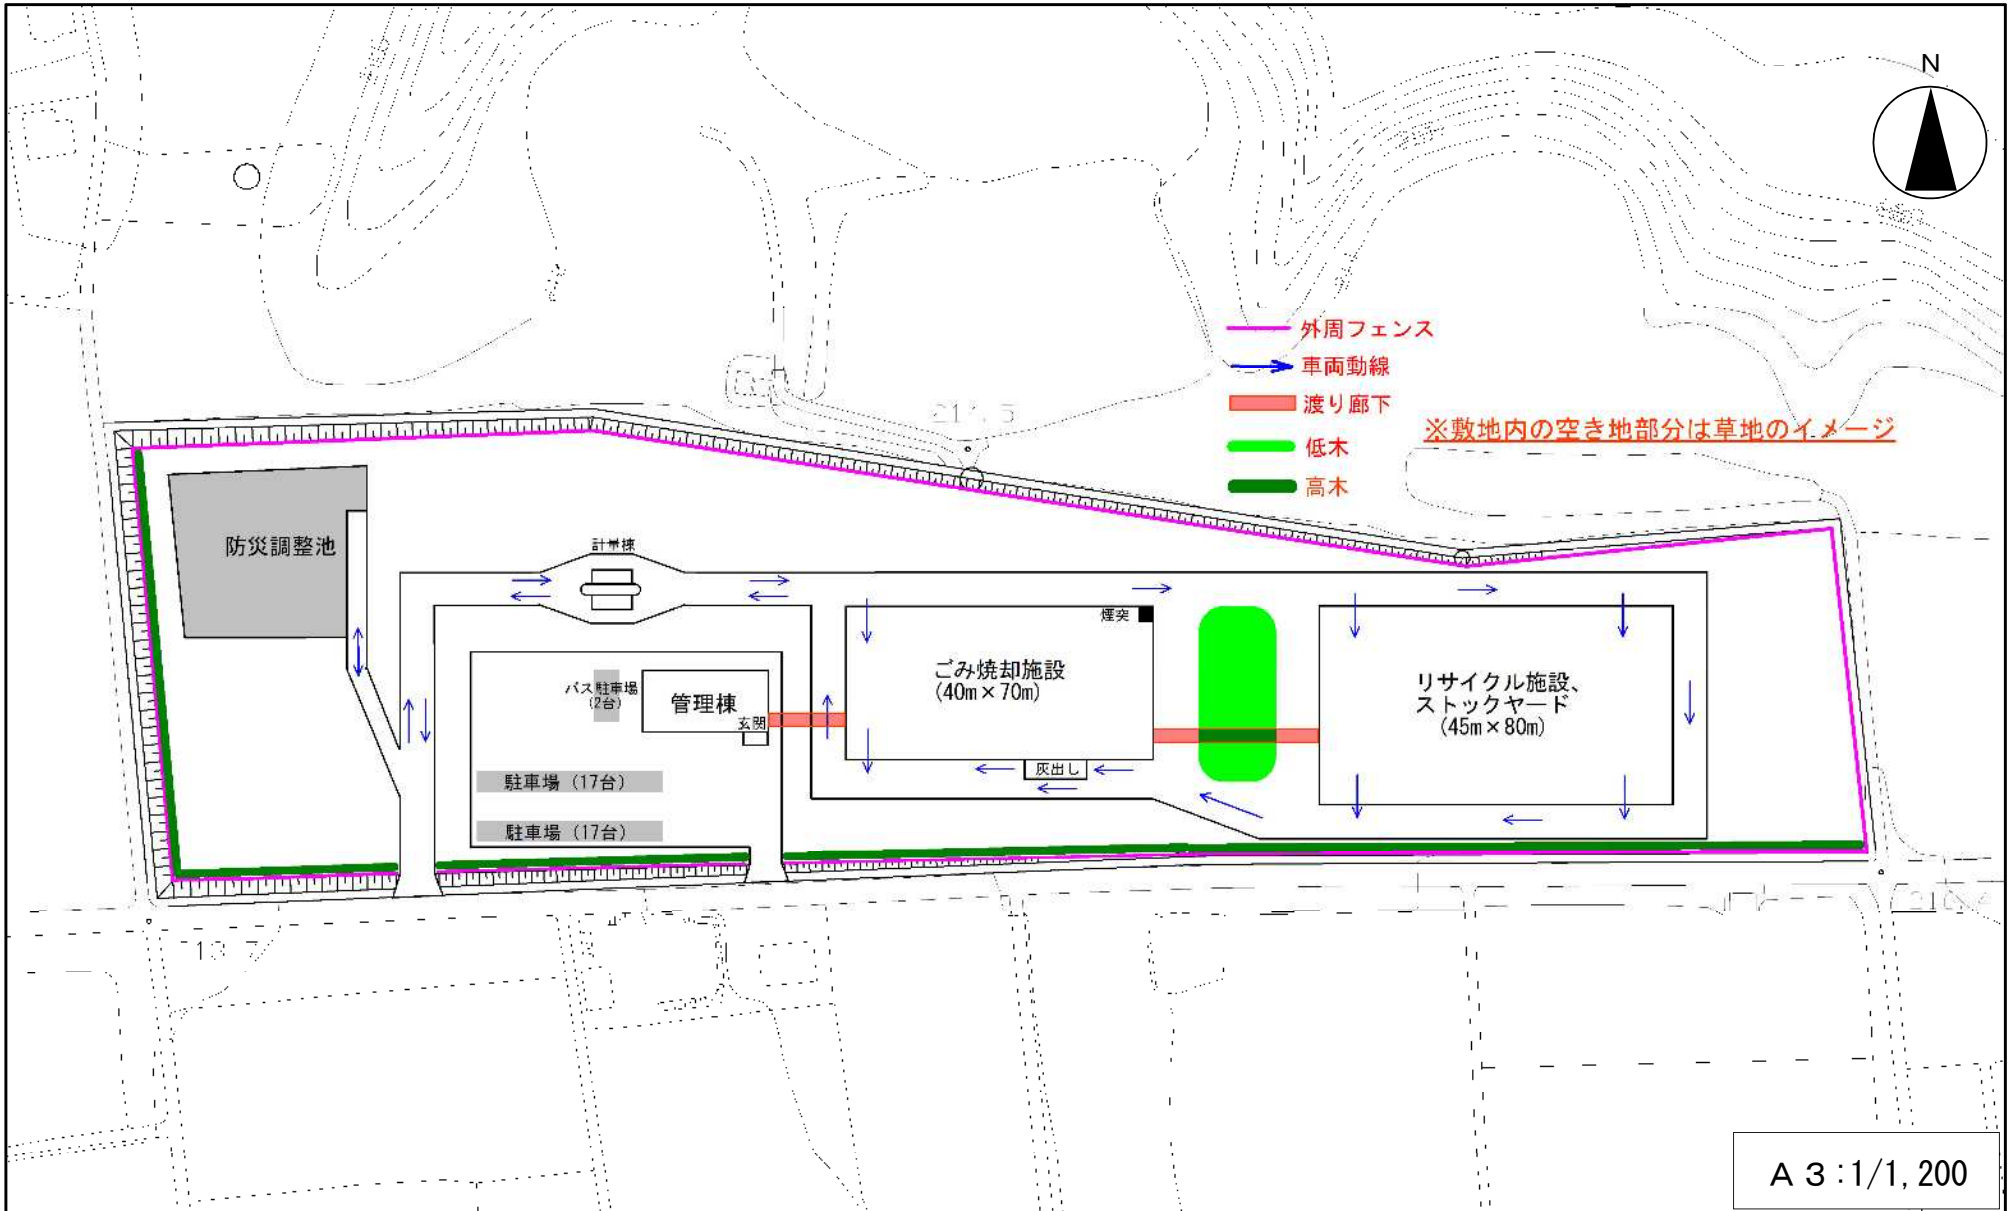 N
外周フェンス
車両動線
渡り廊下
※敷地内の空き地部分は草地のイメージ
低木
高木
防災調整池
計量棟
煙突
ごみ焼却施設
(40m×70m)
リサイクル施設、
ストックヤード
(45m×80m)
バス駐車場
(2台)
管理棟
玄関
灰出し
駐車場 (17台)
駐車場 (17台)
A3:1/1,200